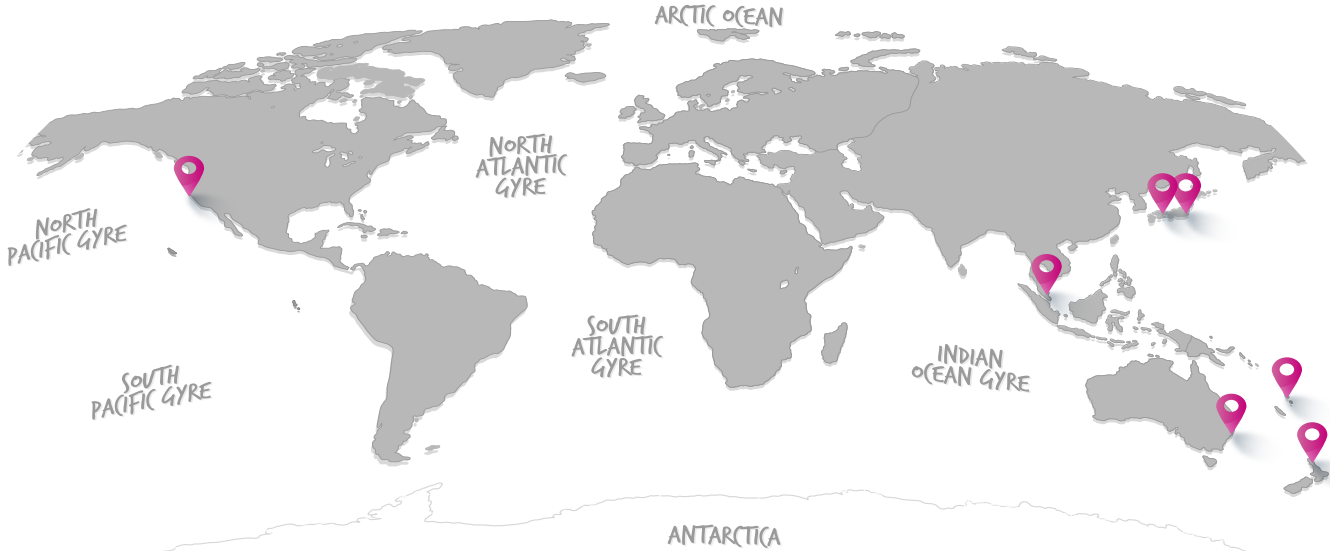 ARCTIC OCEAN
NORTH
ATLANTIC
GYRE
NORTH
PACIFIC GYRE
SOUTH
ATLANTIC
GYRE
INDIAN
OCEAN GYRE
SOUTH
PACIFIC GYRE
ANTARCTICA